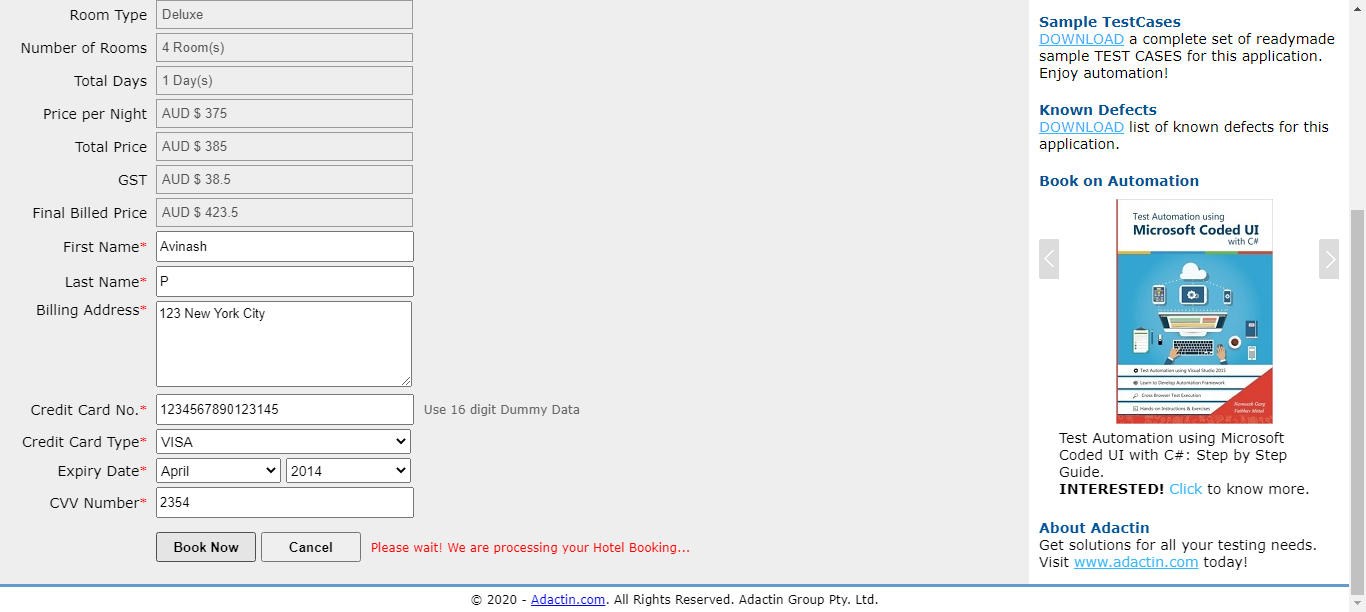 Room Type Deluxe
Number of Rooms 4 Room(s)
Total Days 1 Day(s)
Price per Night AUD $ 375
Total Price AUD $ 385
GST AUD $ 38.5
Final Billed Price AUD $ 423.5
First Name* Avinash
Last Name* P
Billing Address* 123 New York City
Credit Card No.* 1234567890123145 Use 16 digit Dummy Data
Credit Card Type* VISA
Expiry Date* April 2014
CVV Number* 2354
Book Now Cancel Please wait! We are processing your Hotel Booking...
Sample TestCases
DOWNLOAD a complete set of readymade
sample TEST CASES for this application.
Enjoy automation!
Known Defects
DOWNLOAD list of known defects for this
application.
Book on Automation
Test Automation using
Microsoft Coded UI
with C#
Test Automation using Visual Studio 2015
Learn to Develop Automation Framework
Cross Browser Test Execution
Hands-on Instructions & Exercises
Navneesh Garg
Test Automation using Microsoft
Coded UI with C#: Step by Step
Guide.
INTERESTED! Click to know more.
About Adactin
Get solutions for all your testing needs.
Visit www.adactin.com today!
© 2020 - Adactin.com. All Rights Reserved. Adactin Group Pty. Ltd.